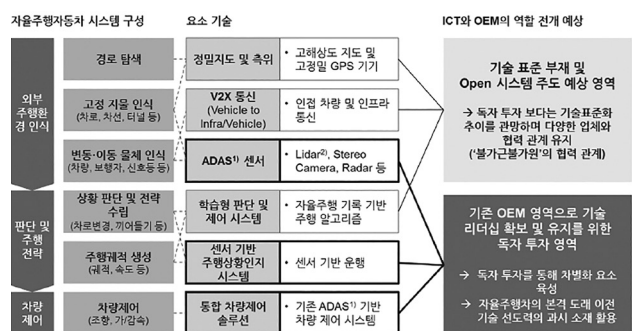 자율주행자동차 시스템 구성
요소 기술
ICT와 OEM의 역할 전개 예상
외부
주행환
경 인식
경로 탐색
고정 지물 인식
(차로, 차선, 터널 등)
변동·이동 물체 인식
(차량, 보행자, 신호등 등)
판단 및
주행
전략
상황 판단 및 전략
수립
(차로변경, 끼어들기 등)
주행궤적 생성
(궤적, 속도 등)
차량
제어
차량제어
(조향, 가/감속)
정밀지도 및 측위
• 고해상도 지도 및
고정밀 GPS 기기
V2X 통신
(Vehicle to
Infra/Vehicle)
• 인접 차량 및 인프라
통신
ADAS1) 센서
• Lidar2), Stereo
Camera, Radar 등
학습형 판단 및
제어 시스템
• 자율주행 기록 기반
주행 알고리즘
센서 기반
주행상황인지
시스템
• 센서 기반 운행
통합 차량제어
솔루션
• 기존 ADAS1) 기반
차량 제어 시스템
기술 표준 부재 및
Open 시스템 주도 예상 영역
→ 독자 투자 보다는 기술표준화
추이를 관망하며 다양한 업체와
협력 관계 유지
('불가근불가원'의 협력 관계)
기존 OEM 영역으로 기술
리더십 확보 및 유지를 위한
독자 투자 영역
→ 독자 투자를 통해 차별화 요소
육성
→ 자율주행차의 본격 도래 이전
기술 선도력의 과시 소재 활용